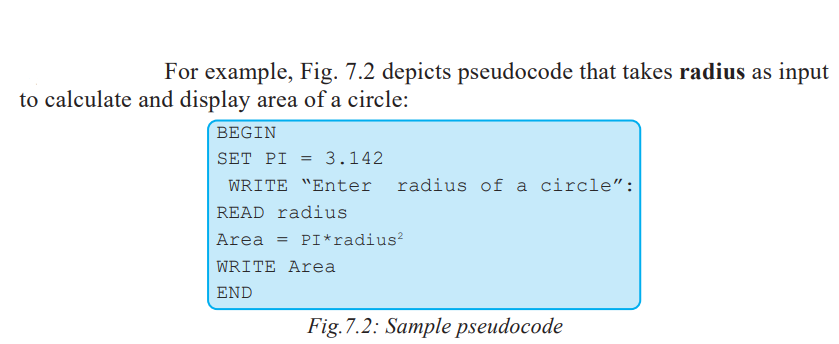 For example, Fig. 7.2 depicts pseudocode that takes radius as input
to calculate and display area of a circle:
BEGIN
SET PI = 3.142
WRITE “Enter radius of a circle”:
READ radius
Area = PI*radius²
WRITE Area
END
Fig.7.2: Sample pseudocode